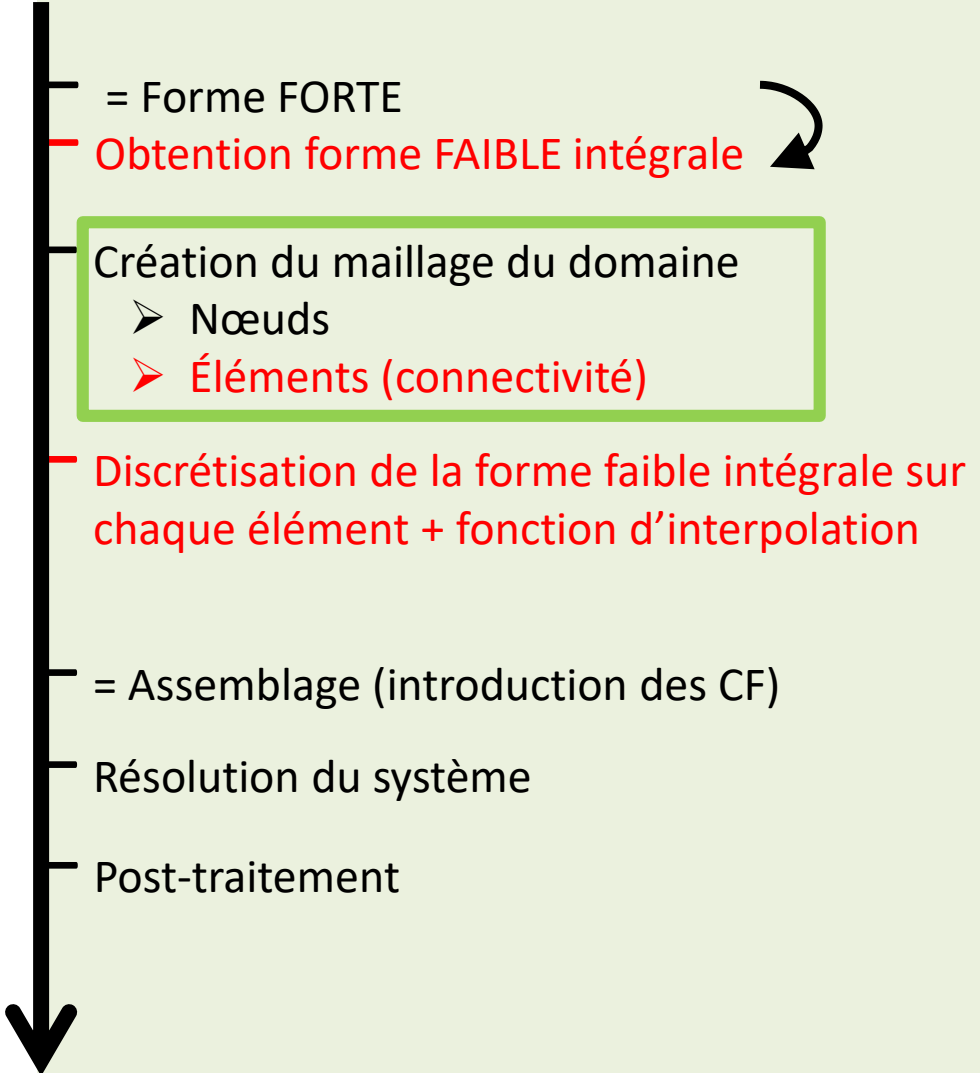 = Forme FORTE
Obtention forme FAIBLE intégrale
Création du maillage du domaine
➢ Nœuds
➢ Éléments (connectivité)
Discrétisation de la forme faible intégrale sur
chaque élément + fonction d’interpolation
= Assemblage (introduction des CF)
Résolution du système
Post-traitement